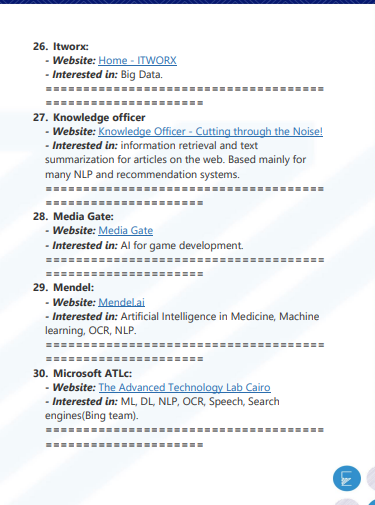 26. Itworx:
- Website: Home - ITWORX
- Interested in: Big Data.
=====================================
=====================
27. Knowledge officer
- Website: Knowledge Officer - Cutting through the Noise!
- Interested in: information retrieval and text
summarization for articles on the web. Based mainly for
many NLP and recommendation systems.
=====================================
=====================
28. Media Gate:
- Website: Media Gate
- Interested in: AI for game development.
=====================================
=====================
29. Mendel:
- Website: Mendel.ai
- Interested in: Artificial Intelligence in Medicine, Machine
learning, OCR, NLP.
=====================================
=====================
30. Microsoft ATLc:
- Website: The Advanced Technology Lab Cairo
- Interested in: ML, DL, NLP, OCR, Speech, Search
engines(Bing team).
=====================================
=====================